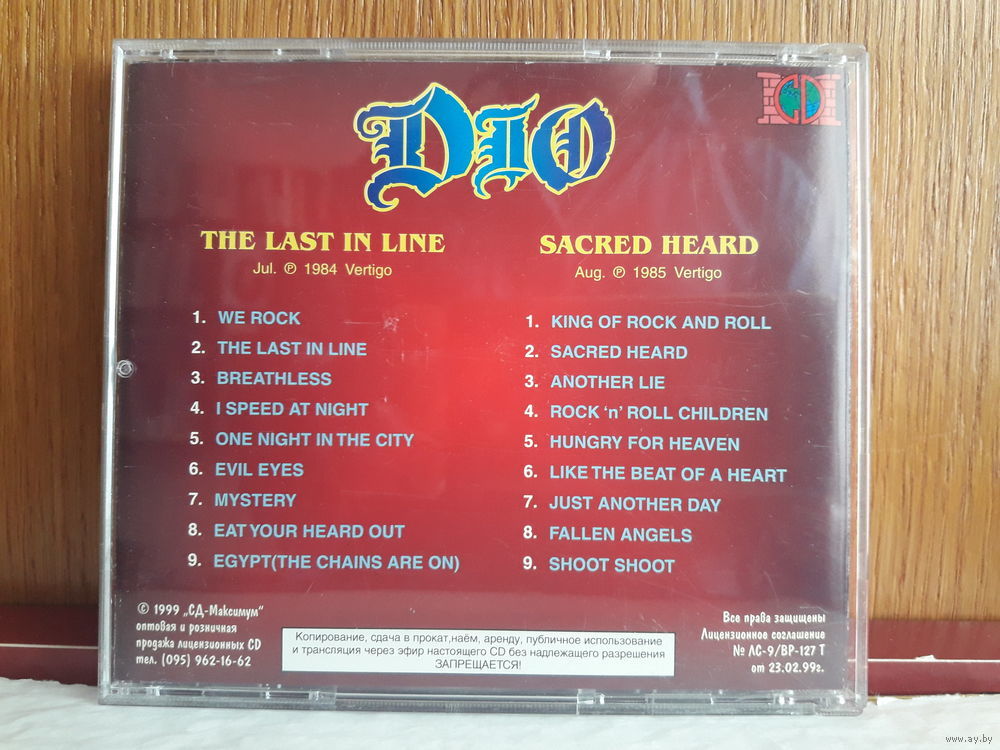 DIO
CD
THE LAST IN LINE
Jul. ℗ 1984 Vertigo
1. WE ROCK
2. THE LAST IN LINE
3. BREATHLESS
4. I SPEED AT NIGHT
5. ONE NIGHT IN THE CITY
6. EVIL EYES
7. MYSTERY
8. EAT YOUR HEARD OUT
9. EGYPT(THE CHAINS ARE ON)
SACRED HEARD
Aug. ℗ 1985 Vertigo
1. KING OF ROCK AND ROLL
2. SACRED HEARD
3. ANOTHER LIE
4. ROCK ‘n’ ROLL CHILDREN
5. HUNGRY FOR HEAVEN
6. LIKE THE BEAT OF A HEART
7. JUST ANOTHER DAY
8. FALLEN ANGELS
9. SHOOT SHOOT
© 1999 „СД-Максимум“
оптовая и розничная
продажа лицензионных CD
тел. (095) 962-16-62
Копирование, сдача в прокат,наём, аренду, публичное использование
и трансляция через эфир настоящего CD без надлежащего разрешения
ЗАПРЕЩАЕТСЯ!
Все права защищены
Лицензионное соглашение
№ ЛС-9/ВР-127 Т
от 23.02.99г.
www.ay.by